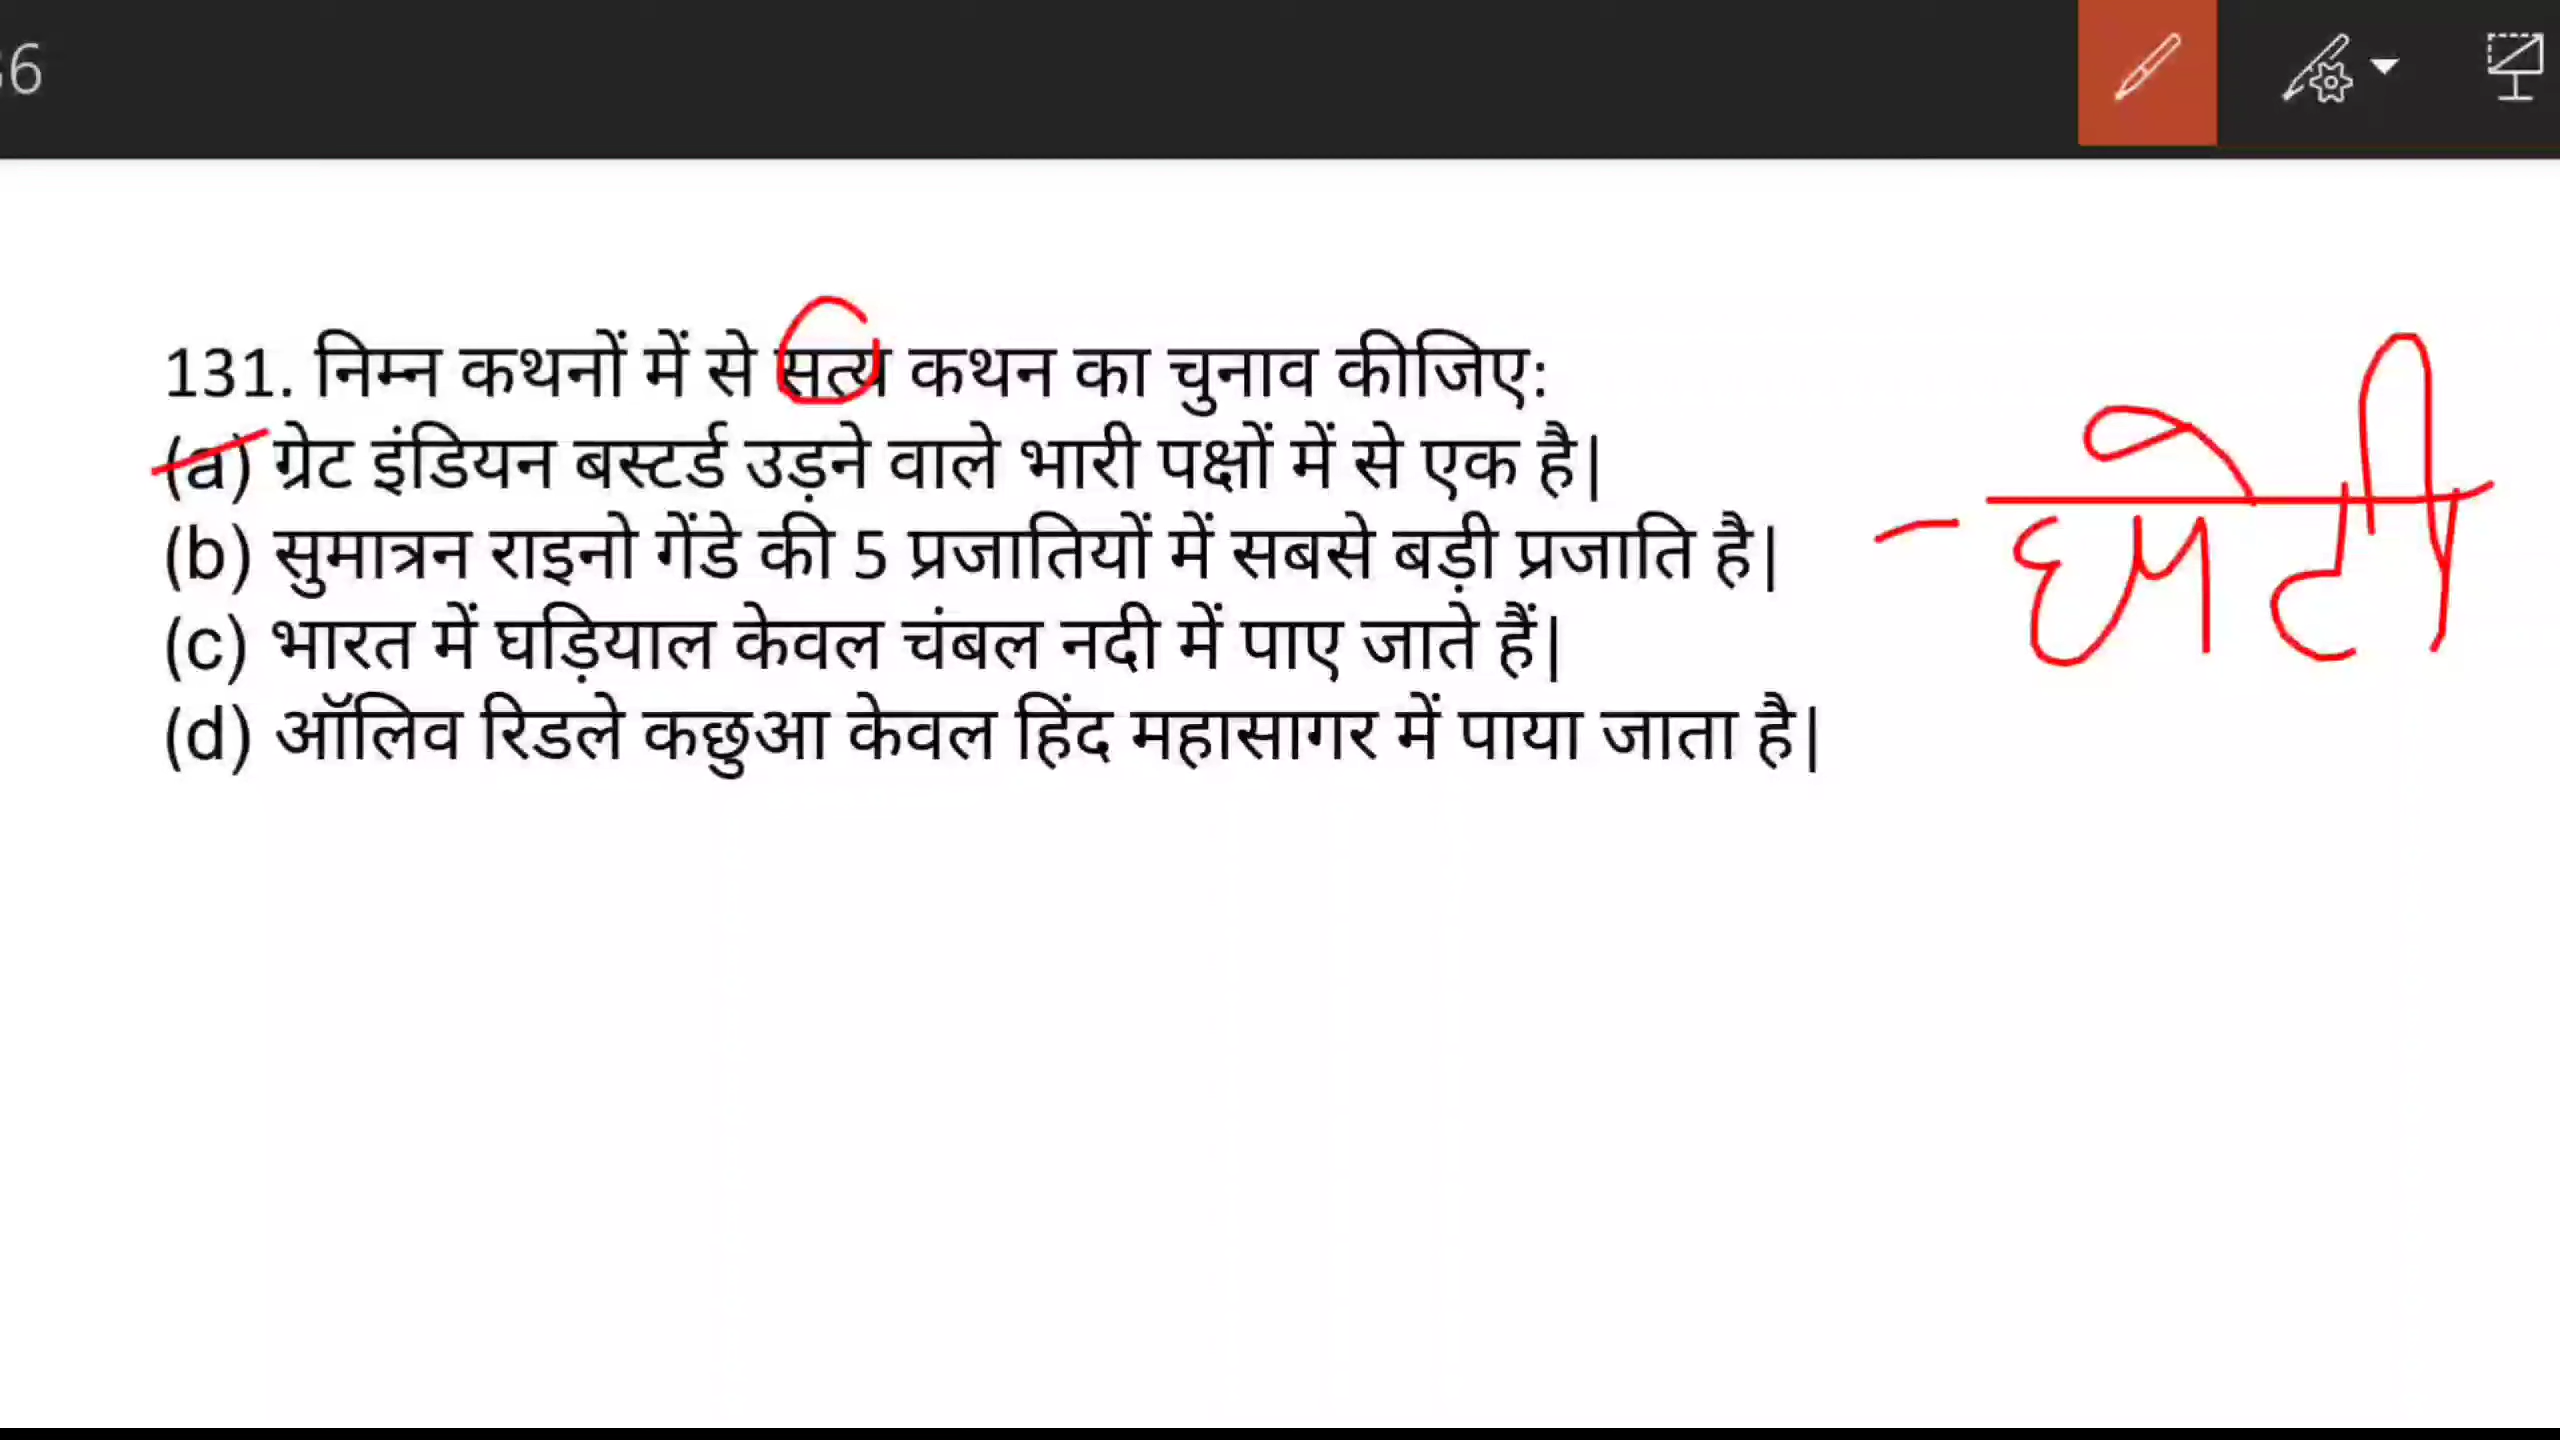 36
131. निम्न कथनों में से सत्य कथन का चुनाव कीजिए:
(a) ग्रेट इंडियन बस्टर्ड उड़ने वाले भारी पक्षों में से एक है|
(b) सुमात्रन राइनो गेंडे की 5 प्रजातियों में सबसे बड़ी प्रजाति है|
(c) भारत में घड़ियाल केवल चंबल नदी में पाए जाते हैं|
(d) ऑलिव रिडले कछुआ केवल हिंद महासागर में पाया जाता है|